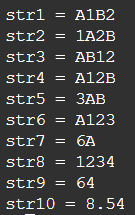 str1 = A1B2
str2 = 1A2B
str3 = AB12
str4 = A12B
str5 = 3AB
str6 = A123
str7 = 6A
str8 = 1234
str9 = 64
str10 = 8.54